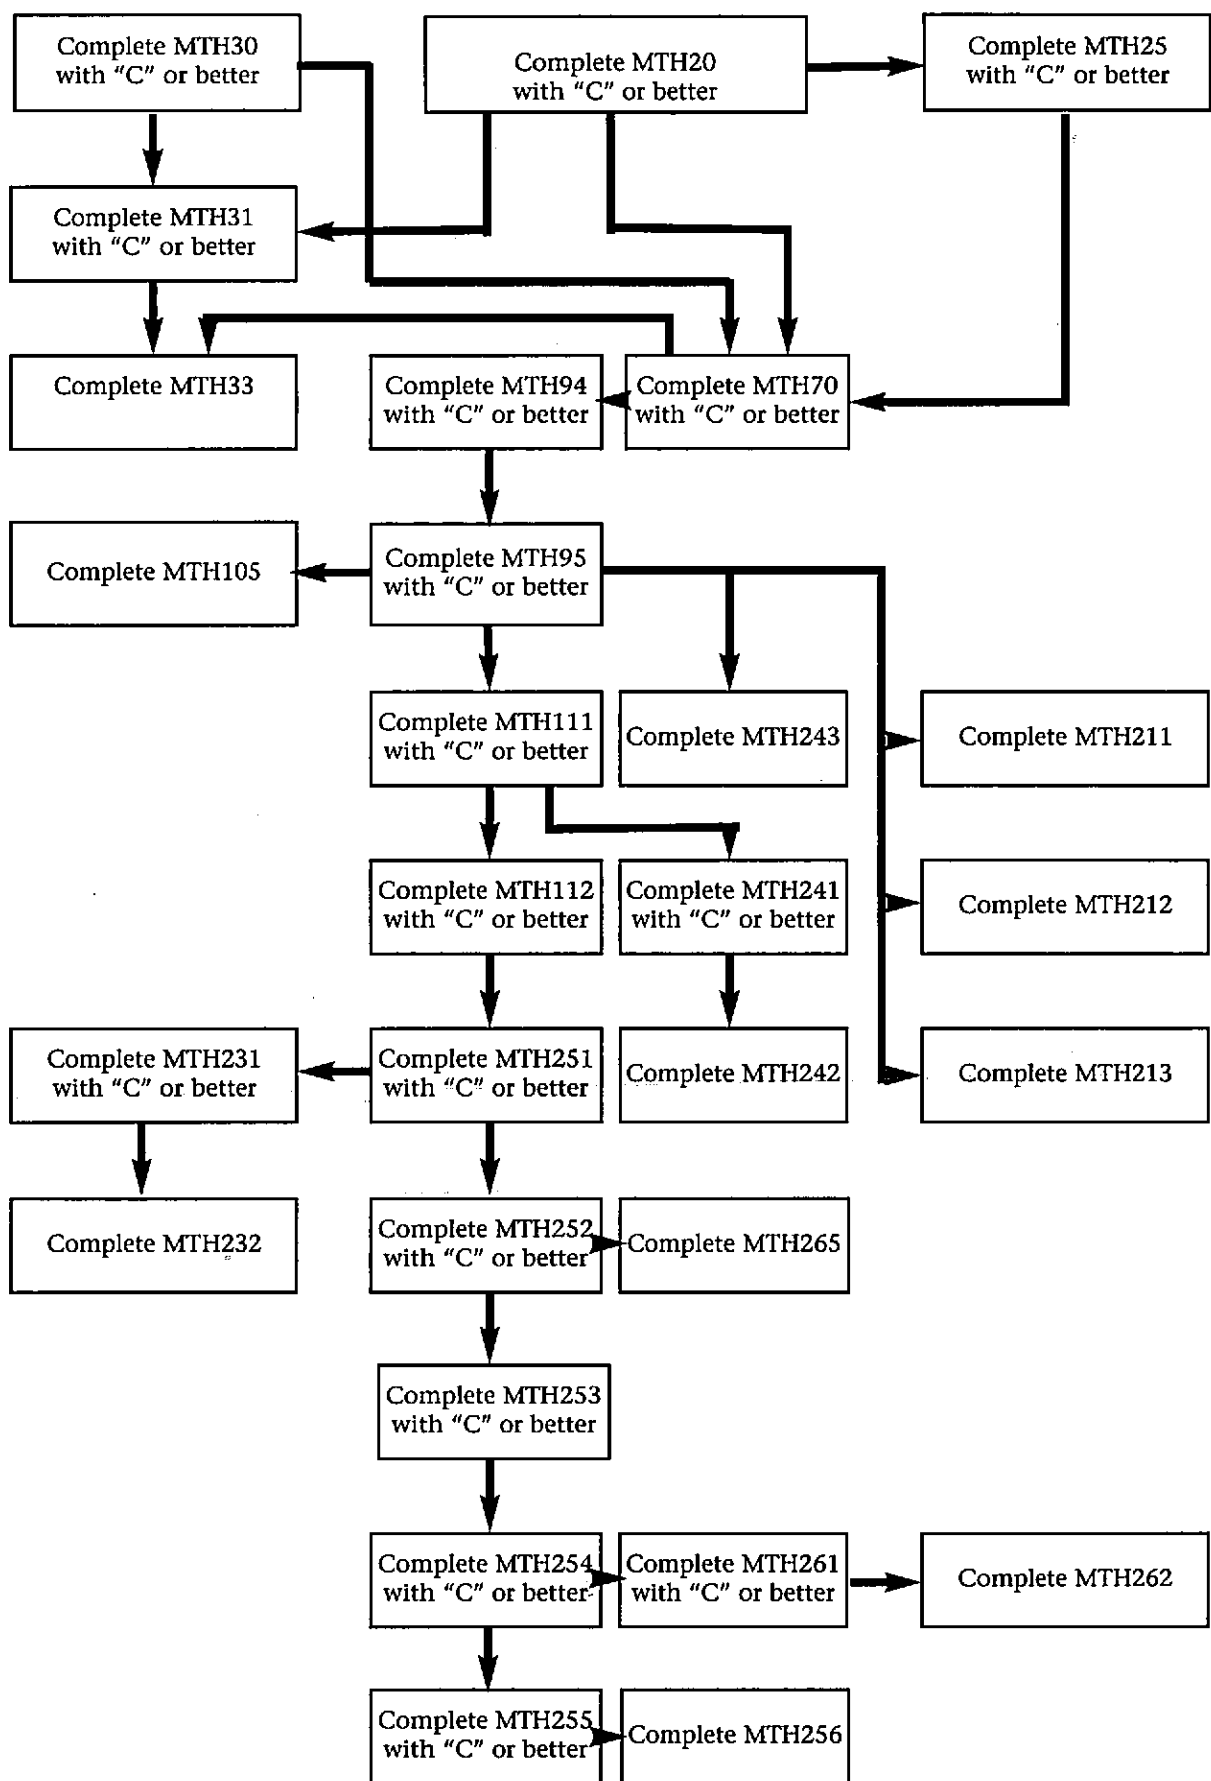 Complete MTH30
with "C" or better
Complete MTH20
with "C" or better
Complete MTH25
with "C" or better
Complete MTH31
with "C" or better
Complete MTH33
Complete MTH94
with "C" or better
Complete MTH70
with "C" or better
Complete MTH105
Complete MTH95
with "C" or better
Complete MTH111
with "C" or better
Complete MTH243
Complete MTH211
Complete MTH112
with "C" or better
Complete MTH241
with "C" or better
Complete MTH212
Complete MTH231
with "C" or better
Complete MTH251
with "C" or better
Complete MTH242
Complete MTH213
Complete MTH232
Complete MTH252
with "C" or better
Complete MTH265
Complete MTH253
with "C" or better
Complete MTH254
with "C" or better
Complete MTH261
with "C" or better
Complete MTH262
Complete MTH255
with "C" or better
Complete MTH256